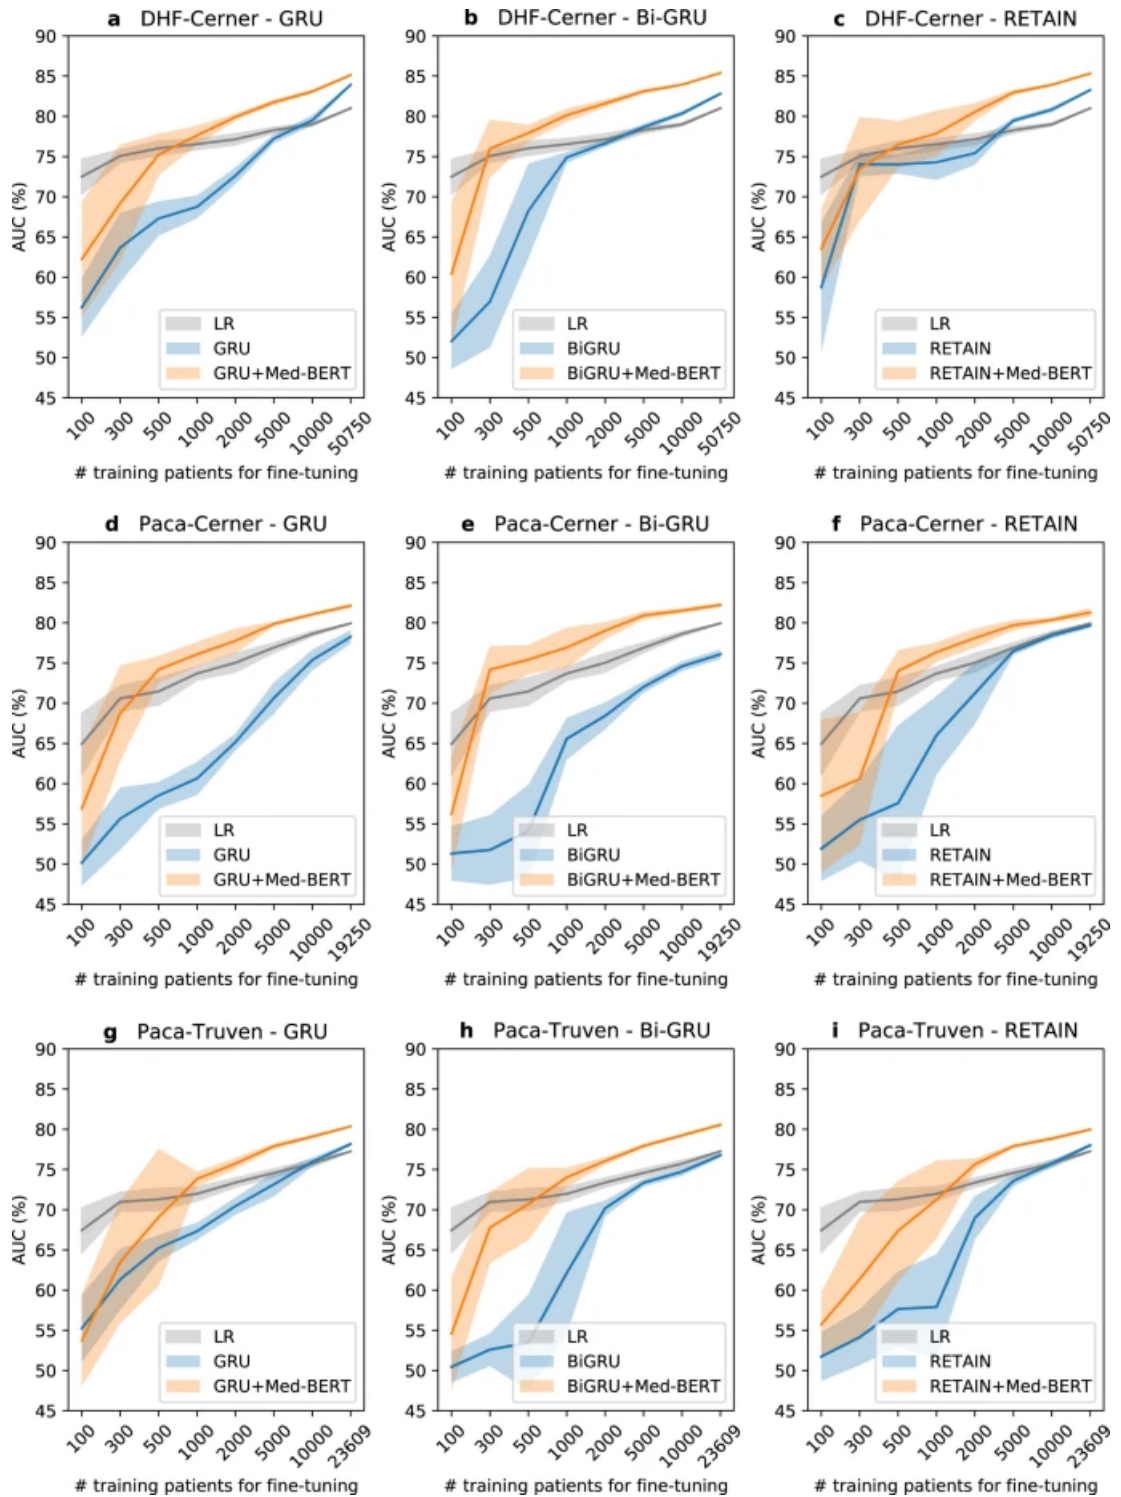 a DHF-Cerner - GRU
90
85
80
75
70
65
60
55
50
45
AUC (%)
LR
GRU
GRU+Med-BERT
100 300 500 1000 2000 5000 10000 50750
# training patients for fine-tuning
b DHF-Cerner - Bi-GRU
90
85
80
75
70
65
60
55
50
45
AUC (%)
LR
BiGRU
BiGRU+Med-BERT
100 300 500 1000 2000 5000 10000 50750
# training patients for fine-tuning
c DHF-Cerner - RETAIN
90
85
80
75
70
65
60
55
50
45
AUC (%)
LR
RETAIN
RETAIN+Med-BERT
100 300 500 1000 2000 5000 10000 50750
# training patients for fine-tuning
d Paca-Cerner - GRU
90
85
80
75
70
65
60
55
50
45
AUC (%)
LR
GRU
GRU+Med-BERT
100 300 500 1000 2000 5000 10000 19250
# training patients for fine-tuning
e Paca-Cerner - Bi-GRU
90
85
80
75
70
65
60
55
50
45
AUC (%)
LR
BiGRU
BiGRU+Med-BERT
100 300 500 1000 2000 5000 10000 19250
# training patients for fine-tuning
f Paca-Cerner - RETAIN
90
85
80
75
70
65
60
55
50
45
AUC (%)
LR
RETAIN
RETAIN+Med-BERT
100 300 500 1000 2000 5000 10000 19250
# training patients for fine-tuning
g Paca-Truven - GRU
90
85
80
75
70
65
60
55
50
45
AUC (%)
LR
GRU
GRU+Med-BERT
100 300 500 1000 2000 5000 10000 23609
# training patients for fine-tuning
h Paca-Truven - Bi-GRU
90
85
80
75
70
65
60
55
50
45
AUC (%)
LR
BiGRU
BiGRU+Med-BERT
100 300 500 1000 2000 5000 10000 23609
# training patients for fine-tuning
i Paca-Truven - RETAIN
90
85
80
75
70
65
60
55
50
45
AUC (%)
LR
RETAIN
RETAIN+Med-BERT
100 300 500 1000 2000 5000 10000 23609
# training patients for fine-tuning